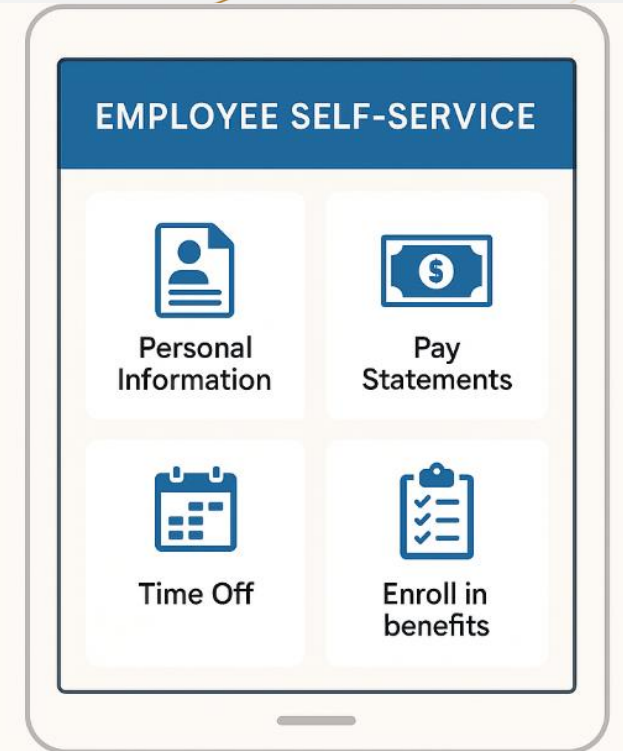 EMPLOYEE SELF-SERVICE
Personal
Information
Pay
Statements
Time Off
Enroll in
benefits